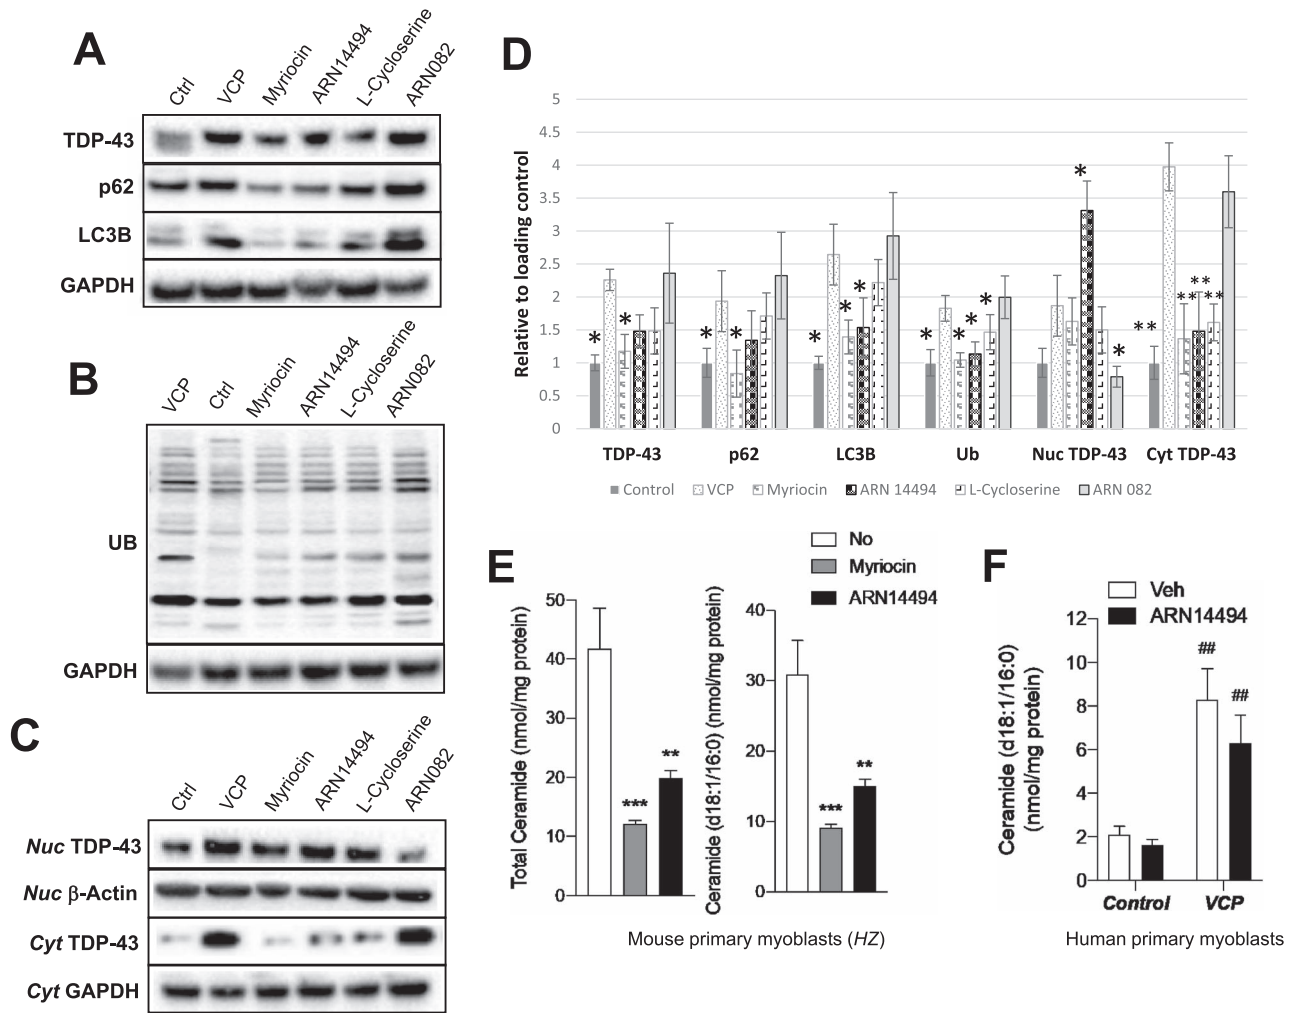 A
Ctrl VCP Myriocin ARN14494 L-Cycloserine ARN082
TDP-43
p62
LC3B
GAPDH
B
VCP Ctrl Myriocin ARN14494 L-Cycloserine ARN082
UB
GAPDH
C
Ctrl VCP Myriocin ARN14494 L-Cycloserine ARN082
Nuc TDP-43
Nuc β-Actin
Cyt TDP-43
Cyt GAPDH
D
Relative to loading control
5
4.5
4
3.5
3
2.5
2
1.5
1
0.5
0
* * * * * * * * * * * * * * ** ** ** **
TDP-43 p62 LC3B Ub Nuc TDP-43 Cyt TDP-43
Control VCP Myriocin ARN 14494 L-Cycloserine ARN 082
E
No
Myriocin
ARN14494
Total Ceramide (nmol/mg protein)
50
40
30
20
10
0
*** **
Ceramide (d18:1/16:0) (nmol/mg protein)
40
30
20
10
0
*** **
Mouse primary myoblasts (HZ)
F
Veh
ARN14494
Ceramide (d18:1/16:0)
(nmol/mg protein)
12
10
8
6
4
2
0
## ##
Control VCP
Human primary myoblasts